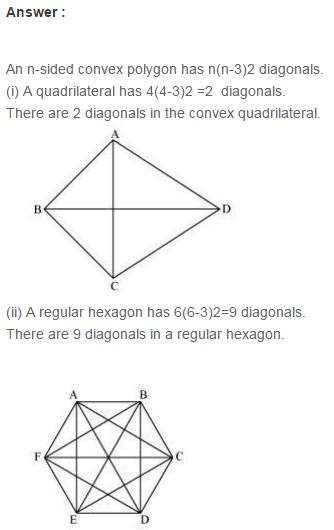 Answer :
An n-sided convex polygon has n(n-3)2 diagonals.
(i) A quadrilateral has 4(4-3)2 =2 diagonals.
There are 2 diagonals in the convex quadrilateral.
A
B
D
C
(ii) A regular hexagon has 6(6-3)2=9 diagonals.
There are 9 diagonals in a regular hexagon.
A
B
F
C
E
D